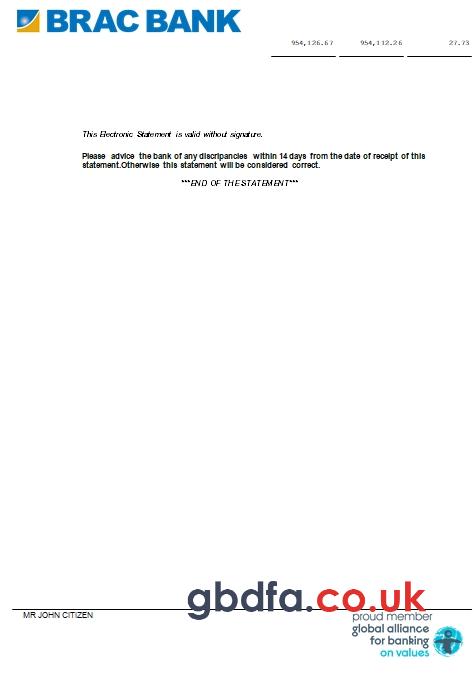 BRAC BANK
954,126.67 954,112.26 27.73
This Electronic Statement is valid without signature.
Please advice the bank of any discripancies within 14 days from the date of receipt of this
statement.Otherwise this statement will be considered correct.
***END OF THE STATEMENT***
gbdfa.co.uk
MR JOHN CITIZEN
proud member
global alliance
for banking
on values